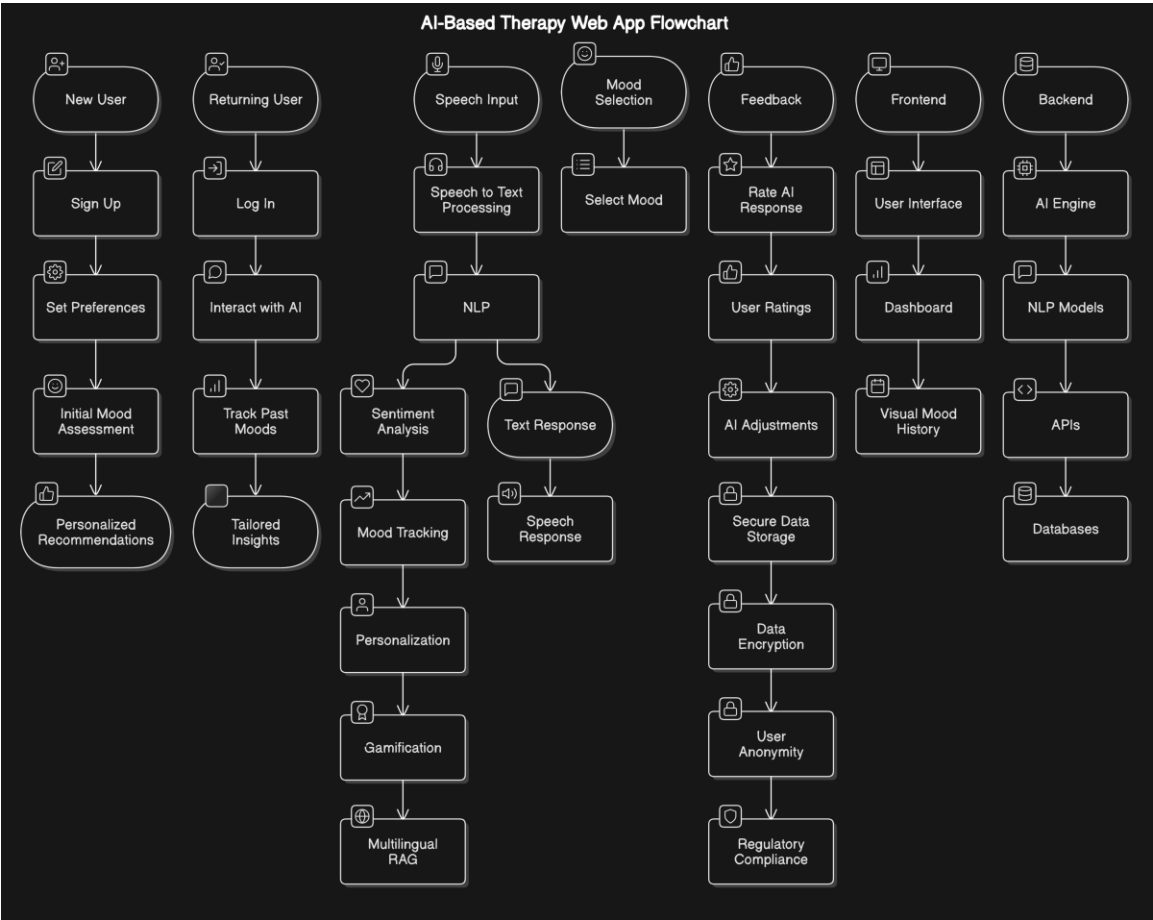 AI-Based Therapy Web App Flowchart
New User
Sign Up
Set Preferences
Initial Mood
Assessment
Personalized
Recommendations
Returning User
Log In
Interact with AI
Track Past
Moods
Tailored
Insights
Speech Input
Speech to Text
Processing
NLP
Sentiment
Analysis
Mood Tracking
Personalization
Gamification
Multilingual
RAG
Text Response
Speech
Response
Mood
Selection
Select Mood
Feedback
Rate AI
Response
User Ratings
AI Adjustments
Secure Data
Storage
Data
Encryption
User
Anonymity
Regulatory
Compliance
Frontend
User Interface
Dashboard
Visual Mood
History
Backend
AI Engine
NLP Models
APIs
Databases